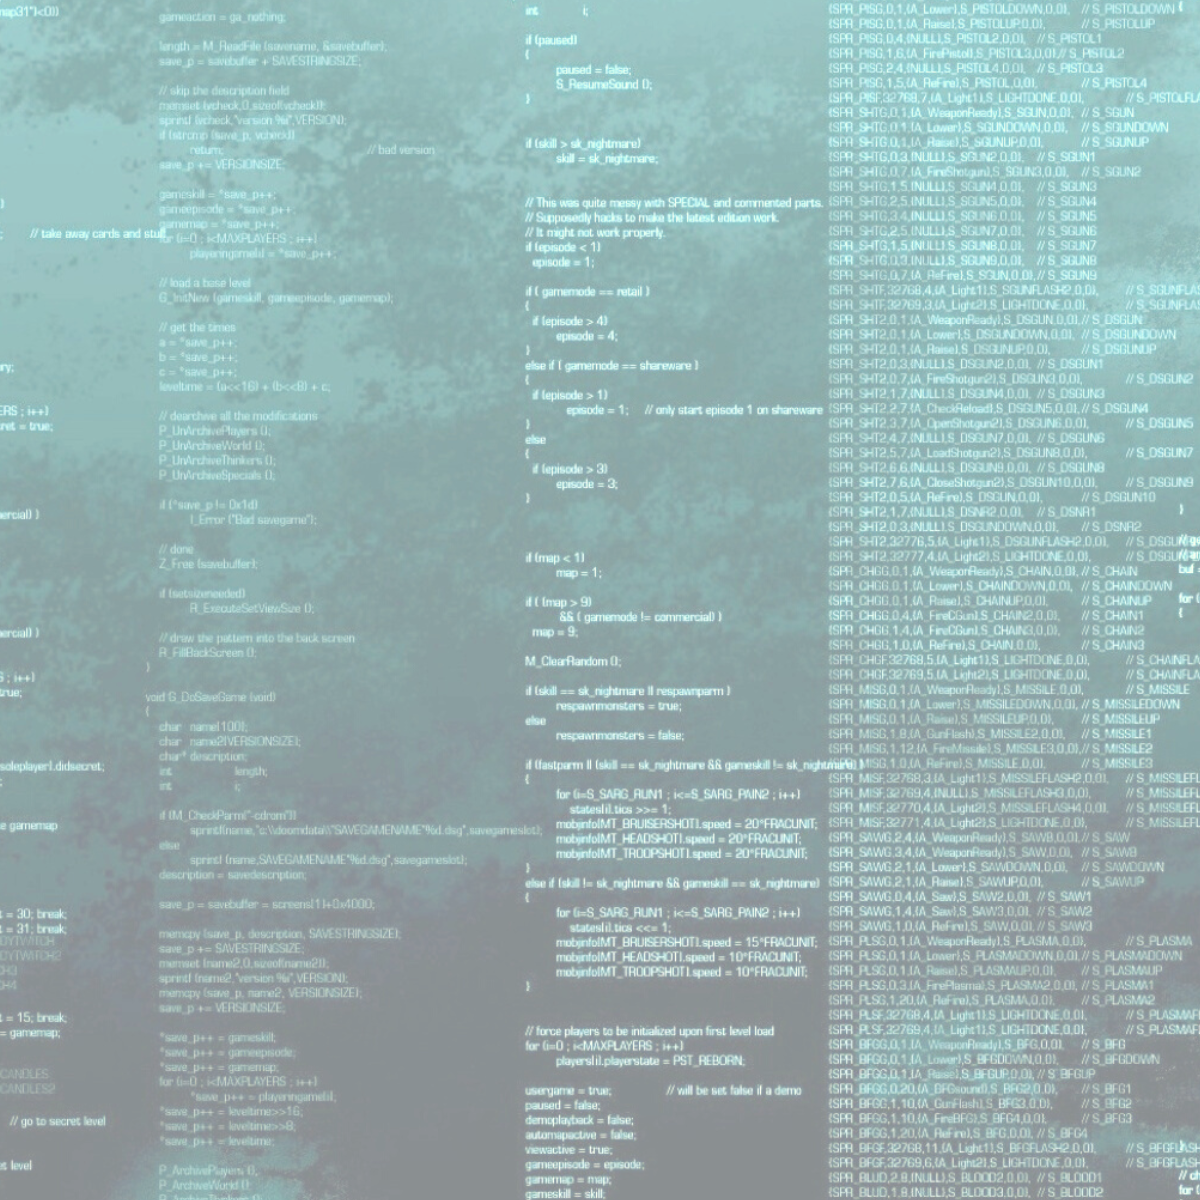 map31")<0))
// take away cards and stuff
ERS ; i++)
ret = true;
ercial) )
ercial) )
S ; i++)
true;
soleplayer].didsecret;
e gamemap
t = 30; break;
t = 31; break;
DYTWITCH
DYTWITCH2
CH3
CH4
t = 15; break;
= gamemap;
CANDLES
CANDLES2
// go to secret level
et level
gameaction = ga_nothing;
length = M_ReadFile (savename, &savebuffer);
save_p = savebuffer + SAVESTRINGSIZE;
// skip the description field
memset (vcheck,0,sizeof(vcheck));
sprintf (vcheck,"version %i",VERSION);
if (strcmp (save_p, vcheck))
return; // bad version
save_p += VERSIONSIZE;
gameskill = *save_p++;
gameepisode = *save_p++;
gamemap = *save_p++;
for (i=0 ; i<MAXPLAYERS ; i++)
playeringame[i] = *save_p++;
// load a base level
G_InitNew (gameskill, gameepisode, gamemap);
// get the times
a = *save_p++;
b = *save_p++;
c = *save_p++;
leveltime = (a<<16) + (b<<8) + c;
// dearchive all the modifications
P_UnArchivePlayers ();
P_UnArchiveWorld ();
P_UnArchiveThinkers ();
P_UnArchiveSpecials ();
if (*save_p != 0x1d)
I_Error ("Bad savegame");
// done
Z_Free (savebuffer);
if (setsizeneeded)
R_ExecuteSetViewSize ();
// draw the pattern into the back screen
R_FillBackScreen ();
}
void G_DoSaveGame (void)
{
char name[100];
char name2[VERSIONSIZE];
char* description;
int length;
int i;
if (M_CheckParm("-cdrom"))
sprintf(name,"c:\\doomdata\\"SAVEGAMENAME"%d.dsg",savegameslot);
else
sprintf (name,SAVEGAMENAME"%d.dsg",savegameslot);
description = savedescription;
save_p = savebuffer = screens[1]+0x4000;
memcpy (save_p, description, SAVESTRINGSIZE);
save_p += SAVESTRINGSIZE;
memset (name2,0,sizeof(name2));
sprintf (name2,"version %i",VERSION);
memcpy (save_p, name2, VERSIONSIZE);
save_p += VERSIONSIZE;
*save_p++ = gameskill;
*save_p++ = gameepisode;
*save_p++ = gamemap;
for (i=0 ; i<MAXPLAYERS ; i++)
*save_p++ = playeringame[i];
*save_p++ = leveltime>>16;
*save_p++ = leveltime>>8;
*save_p++ = leveltime;
P_ArchivePlayers ();
P_ArchiveWorld ();
P_ArchiveThinkers ();
int i;
if (paused)
{
paused = false;
S_ResumeSound ();
}
if (skill > sk_nightmare)
skill = sk_nightmare;
// This was quite messy with SPECIAL and commented parts.
// Supposedly hacks to make the latest edition work.
// It might not work properly.
if (episode < 1)
episode = 1;
if ( gamemode == retail )
{
if (episode > 4)
episode = 4;
}
else if ( gamemode == shareware )
{
if (episode > 1)
episode = 1; // only start episode 1 on shareware
}
else
{
if (episode > 3)
episode = 3;
}
if (map < 1)
map = 1;
if ( (map > 9)
&& ( gamemode != commercial) )
map = 9;
M_ClearRandom ();
if (skill == sk_nightmare || respawnparm )
respawnmonsters = true;
else
respawnmonsters = false;
if (fastparm || (skill == sk_nightmare && gameskill != sk_nightmare) )
{
for (i=S_SARG_RUN1 ; i<=S_SARG_PAIN2 ; i++)
states[i].tics >>= 1;
mobjinfo[MT_BRUISERSHOT].speed = 20*FRACUNIT;
mobjinfo[MT_HEADSHOT].speed = 20*FRACUNIT;
mobjinfo[MT_TROOPSHOT].speed = 20*FRACUNIT;
}
else if (skill != sk_nightmare && gameskill == sk_nightmare)
{
for (i=S_SARG_RUN1 ; i<=S_SARG_PAIN2 ; i++)
states[i].tics <<= 1;
mobjinfo[MT_BRUISERSHOT].speed = 15*FRACUNIT;
mobjinfo[MT_HEADSHOT].speed = 10*FRACUNIT;
mobjinfo[MT_TROOPSHOT].speed = 10*FRACUNIT;
}
// force players to be initialized upon first level load
for (i=0 ; i<MAXPLAYERS ; i++)
players[i].playerstate = PST_REBORN;
usergame = true; // will be set false if a demo
paused = false;
demoplayback = false;
automapactive = false;
viewactive = true;
gameepisode = episode;
gamemap = map;
gameskill = skill;
{SPR_PISG,0,1,{A_Lower},S_PISTOLDOWN,0,0}, // S_PISTOLDOWN
{SPR_PISG,0,1,{A_Raise},S_PISTOLUP,0,0}, // S_PISTOLUP
{SPR_PISG,0,4,{NULL},S_PISTOL2,0,0}, // S_PISTOL1
{SPR_PISG,1,6,{A_FirePistol},S_PISTOL3,0,0},// S_PISTOL2
{SPR_PISG,2,4,{NULL},S_PISTOL4,0,0}, // S_PISTOL3
{SPR_PISG,1,5,{A_ReFire},S_PISTOL,0,0}, // S_PISTOL4
{SPR_PISF,32768,7,{A_Light1},S_LIGHTDONE,0,0}, // S_PISTOLFLA
{SPR_SHTG,0,1,{A_WeaponReady},S_SGUN,0,0}, // S_SGUN
{SPR_SHTG,0,1,{A_Lower},S_SGUNDOWN,0,0}, // S_SGUNDOWN
{SPR_SHTG,0,1,{A_Raise},S_SGUNUP,0,0}, // S_SGUNUP
{SPR_SHTG,0,3,{NULL},S_SGUN2,0,0}, // S_SGUN1
{SPR_SHTG,0,7,{A_FireShotgun},S_SGUN3,0,0}, // S_SGUN2
{SPR_SHTG,1,5,{NULL},S_SGUN4,0,0}, // S_SGUN3
{SPR_SHTG,2,5,{NULL},S_SGUN5,0,0}, // S_SGUN4
{SPR_SHTG,3,4,{NULL},S_SGUN6,0,0}, // S_SGUN5
{SPR_SHTG,2,5,{NULL},S_SGUN7,0,0}, // S_SGUN6
{SPR_SHTG,1,5,{NULL},S_SGUN8,0,0}, // S_SGUN7
{SPR_SHTG,0,3,{NULL},S_SGUN9,0,0}, // S_SGUN8
{SPR_SHTG,0,7,{A_ReFire},S_SGUN,0,0}, // S_SGUN9
{SPR_SHTF,32768,4,{A_Light1},S_SGUNFLASH2,0,0}, // S_SGUNFLA
{SPR_SHTF,32769,3,{A_Light2},S_LIGHTDONE,0,0}, // S_SGUNFLAS
{SPR_SHT2,0,1,{A_WeaponReady},S_DSGUN,0,0}, // S_DSGUN
{SPR_SHT2,0,1,{A_Lower},S_DSGUNDOWN,0,0}, // S_DSGUNDOWN
{SPR_SHT2,0,1,{A_Raise},S_DSGUNUP,0,0}, // S_DSGUNUP
{SPR_SHT2,0,3,{NULL},S_DSGUN2,0,0}, // S_DSGUN1
{SPR_SHT2,0,7,{A_FireShotgun2},S_DSGUN3,0,0}, // S_DSGUN2
{SPR_SHT2,1,7,{NULL},S_DSGUN4,0,0}, // S_DSGUN3
{SPR_SHT2,2,7,{A_CheckReload},S_DSGUN5,0,0}, // S_DSGUN4
{SPR_SHT2,3,7,{A_OpenShotgun2},S_DSGUN6,0,0}, // S_DSGUN5
{SPR_SHT2,4,7,{NULL},S_DSGUN7,0,0}, // S_DSGUN6
{SPR_SHT2,5,7,{A_LoadShotgun2},S_DSGUN8,0,0}, // S_DSGUN7
{SPR_SHT2,6,6,{NULL},S_DSGUN9,0,0}, // S_DSGUN8
{SPR_SHT2,7,6,{A_CloseShotgun2},S_DSGUN10,0,0}, // S_DSGUN9
{SPR_SHT2,0,5,{A_ReFire},S_DSGUN,0,0}, // S_DSGUN10
{SPR_SHT2,1,7,{NULL},S_DSNR2,0,0}, // S_DSNR1
{SPR_SHT2,0,3,{NULL},S_DSGUNDOWN,0,0}, // S_DSNR2
{SPR_SHT2,32776,5,{A_Light1},S_DSGUNFLASH2,0,0}, // S_DSGU
{SPR_SHT2,32777,4,{A_Light2},S_LIGHTDONE,0,0}, // S_DSGU
{SPR_CHGG,0,1,{A_WeaponReady},S_CHAIN,0,0}, // S_CHAIN
{SPR_CHGG,0,1,{A_Lower},S_CHAINDOWN,0,0}, // S_CHAINDOWN
{SPR_CHGG,0,1,{A_Raise},S_CHAINUP,0,0}, // S_CHAINUP
{SPR_CHGG,0,4,{A_FireCGun},S_CHAIN2,0,0}, // S_CHAIN1
{SPR_CHGG,1,4,{A_FireCGun},S_CHAIN3,0,0}, // S_CHAIN2
{SPR_CHGG,1,0,{A_ReFire},S_CHAIN,0,0}, // S_CHAIN3
{SPR_CHGF,32768,5,{A_Light1},S_LIGHTDONE,0,0}, // S_CHAINFLA
{SPR_CHGF,32769,5,{A_Light2},S_LIGHTDONE,0,0}, // S_CHAINFLA
{SPR_MISG,0,1,{A_WeaponReady},S_MISSILE,0,0}, // S_MISSILE
{SPR_MISG,0,1,{A_Lower},S_MISSILEDOWN,0,0}, // S_MISSILEDOWN
{SPR_MISG,0,1,{A_Raise},S_MISSILEUP,0,0}, // S_MISSILEUP
{SPR_MISG,1,8,{A_GunFlash},S_MISSILE2,0,0}, // S_MISSILE1
{SPR_MISG,1,12,{A_FireMissile},S_MISSILE3,0,0}, // S_MISSILE2
{SPR_MISG,1,0,{A_ReFire},S_MISSILE,0,0}, // S_MISSILE3
{SPR_MISF,32768,3,{A_Light1},S_MISSILEFLASH2,0,0}, // S_MISSILEFL
{SPR_MISF,32769,4,{NULL},S_MISSILEFLASH3,0,0}, // S_MISSILEF
{SPR_MISF,32770,4,{A_Light2},S_MISSILEFLASH4,0,0}, // S_MISSILEF
{SPR_MISF,32771,4,{A_Light2},S_LIGHTDONE,0,0}, // S_MISSILEF
{SPR_SAWG,2,4,{A_WeaponReady},S_SAWB,0,0}, // S_SAW
{SPR_SAWG,3,4,{A_WeaponReady},S_SAW,0,0}, // S_SAWB
{SPR_SAWG,2,1,{A_Lower},S_SAWDOWN,0,0}, // S_SAWDOWN
{SPR_SAWG,2,1,{A_Raise},S_SAWUP,0,0}, // S_SAWUP
{SPR_SAWG,0,4,{A_Saw},S_SAW2,0,0}, // S_SAW1
{SPR_SAWG,1,4,{A_Saw},S_SAW3,0,0}, // S_SAW2
{SPR_SAWG,1,0,{A_ReFire},S_SAW,0,0}, // S_SAW3
{SPR_PLSG,0,1,{A_WeaponReady},S_PLASMA,0,0}, // S_PLASMA
{SPR_PLSG,0,1,{A_Lower},S_PLASMADOWN,0,0}, // S_PLASMADOWN
{SPR_PLSG,0,1,{A_Raise},S_PLASMAUP,0,0}, // S_PLASMAUP
{SPR_PLSG,0,3,{A_FirePlasma},S_PLASMA2,0,0}, // S_PLASMA1
{SPR_PLSG,1,20,{A_ReFire},S_PLASMA,0,0}, // S_PLASMA2
{SPR_PLSF,32768,4,{A_Light1},S_LIGHTDONE,0,0}, // S_PLASMAF
{SPR_PLSF,32769,4,{A_Light1},S_LIGHTDONE,0,0}, // S_PLASMAF
{SPR_BFGG,0,1,{A_WeaponReady},S_BFG,0,0}, // S_BFG
{SPR_BFGG,0,1,{A_Lower},S_BFGDOWN,0,0}, // S_BFGDOWN
{SPR_BFGG,0,1,{A_Raise},S_BFGUP,0,0}, // S_BFGUP
{SPR_BFGG,0,20,{A_BFGsound},S_BFG2,0,0}, // S_BFG1
{SPR_BFGG,1,10,{A_GunFlash},S_BFG3,0,0}, // S_BFG2
{SPR_BFGG,1,10,{A_FireBFG},S_BFG4,0,0}, // S_BFG3
{SPR_BFGG,1,20,{A_ReFire},S_BFG,0,0}, // S_BFG4
{SPR_BFGF,32768,11,{A_Light1},S_BFGFLASH2,0,0}, // S_BFGFLASH
{SPR_BFGF,32769,6,{A_Light2},S_LIGHTDONE,0,0}, // S_BFGFLAS
{SPR_BLUD,2,8,{NULL},S_BLOOD2,0,0}, // S_BLOOD1
{SPR_BLUD,1,8,{NULL},S_BLOOD3,0,0}, // S_BLOOD2
{
}
buf =
for (
{
// ch
for (